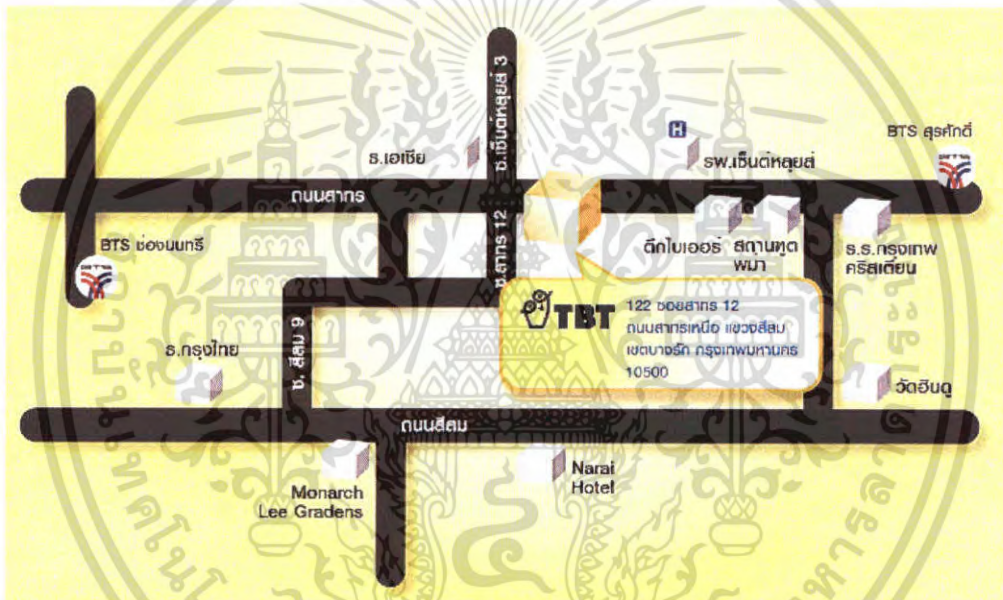 ซ.เซ็นต์หลุยส์ 3
BTS สุรศักดิ์
H
ธ.เอเชีย
รพ.เซ็นต์หลุยส์
ถนนสาทร
ซ.สาทร 12
BTS ช่องนนทรี
ตึกไบเออร์
สถานทูต
พม่า
ร.ร.กรุงเทพ
คริสเตียน
TBT
122 ซอยสาทร 12
ถนนสาทรเหนือ แขวงสีลม
เขตบางรัก กรุงเทพมหานคร
10500
ธ.กรุงไทย
ซ. สีลม 9
วัดฮินดู
ถนนสีลม
Monarch
Lee Gradens
Narai
Hotel